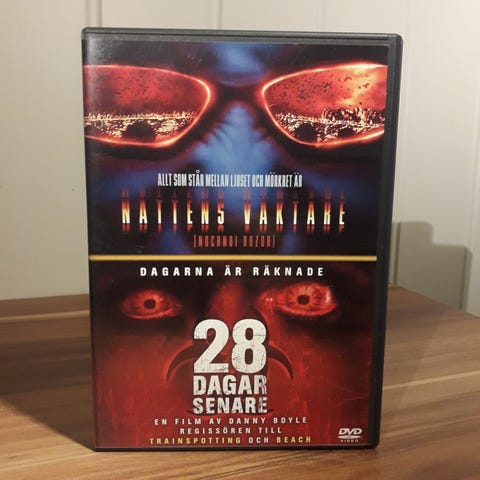 ALLT SOM STÅR MELLAN LJUSET OCH MÖRKRET ÄR
NATTENS VÄKTARE
[NOCHNOI DOZOR]
DAGARNA ÄR RÄKNADE
28
DAGAR
SENARE
EN FILM AV DANNY BOYLE
REGISSÖREN TILL
TRAINSPOTTING OCH BEACH
DVD
VIDEO